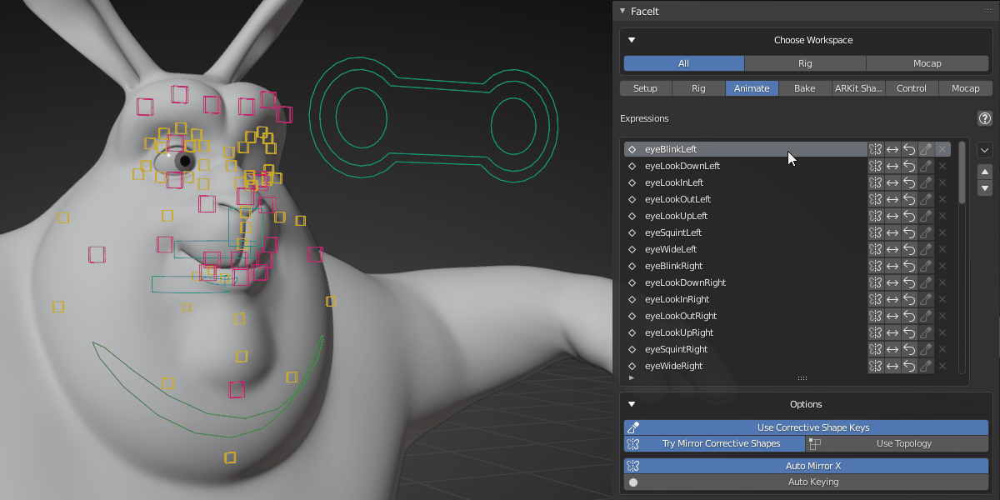 FaceIt
Choose Workspace
All Rig Mocap
Setup Rig Animate Bake ARKit Sha... Control Mocap
Expressions
eyeBlinkLeft
eyeLookDownLeft
eyeLookInLeft
eyeLookOutLeft
eyeLookUpLeft
eyeSquintLeft
eyeWideLeft
eyeBlinkRight
eyeLookDownRight
eyeLookInRight
eyeLookOutRight
eyeLookUpRight
eyeSquintRight
eyeWideRight
Options
Use Corrective Shape Keys
Try Mirror Corrective Shapes Use Topology
Auto Mirror X
Auto Keying